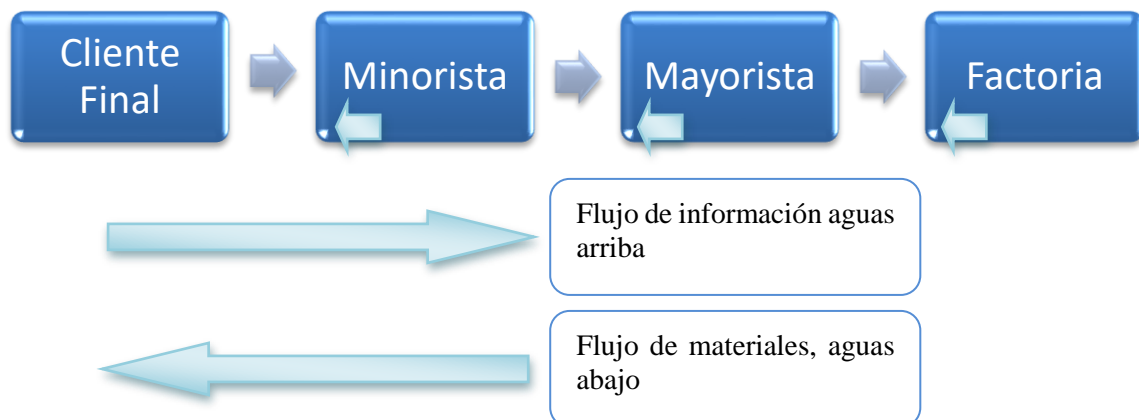 Cliente
Final
Minorista
Mayorista
Factoria
Flujo de información aguas
arriba
Flujo de materiales, aguas
abajo